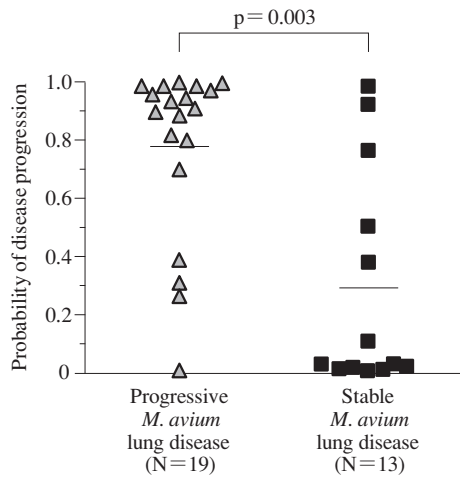 p=0.003
Probability of disease progression
1.0
0.8
0.6
0.4
0.2
0
Progressive
M. avium
lung disease
(N=19)
Stable
M. avium
lung disease
(N=13)